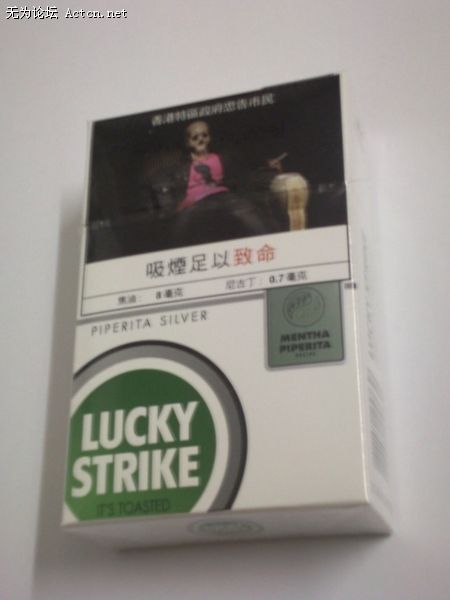 无为论坛 Actcn.net
香港特區政府忠告市民
吸煙足以致命
焦油： 8毫克 尼古丁：0.7毫克
PIPERITA SILVER
MENTHA
PIPERITA
LUCKY
STRIKE
IT'S TOASTED